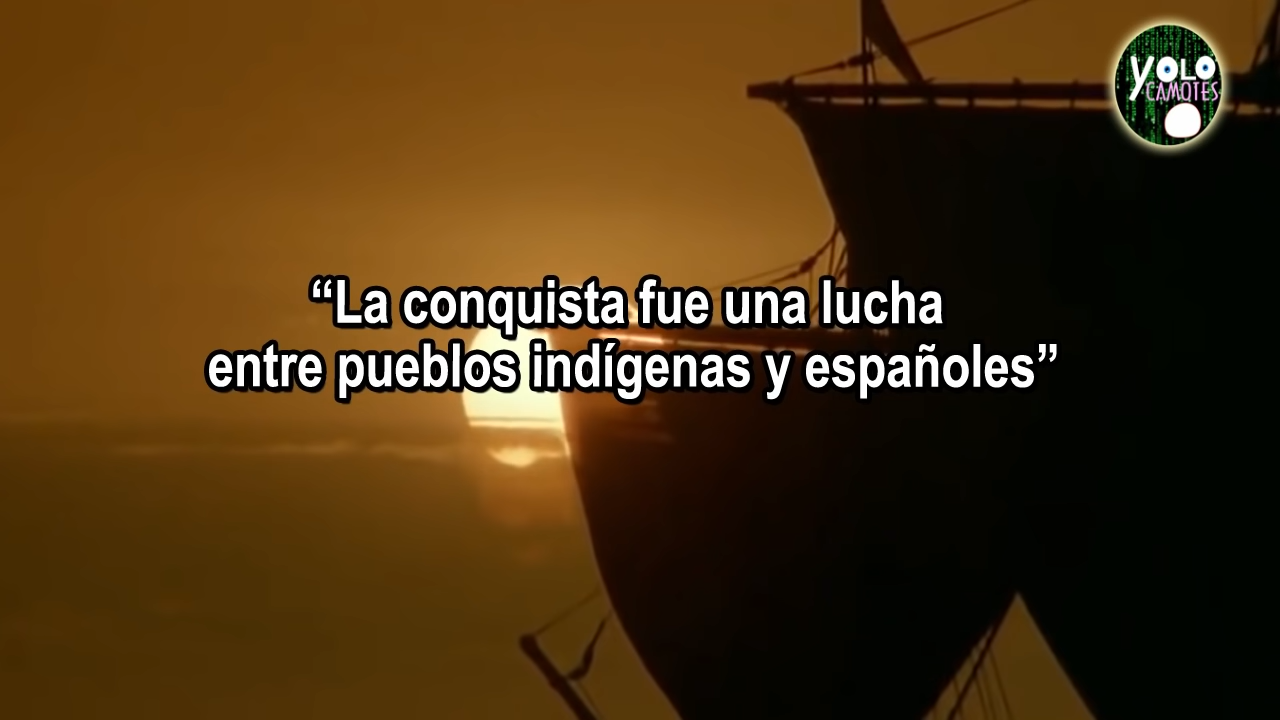 YOLO
CAMOTES
“La conquista fue una lucha
entre pueblos indígenas y españoles”